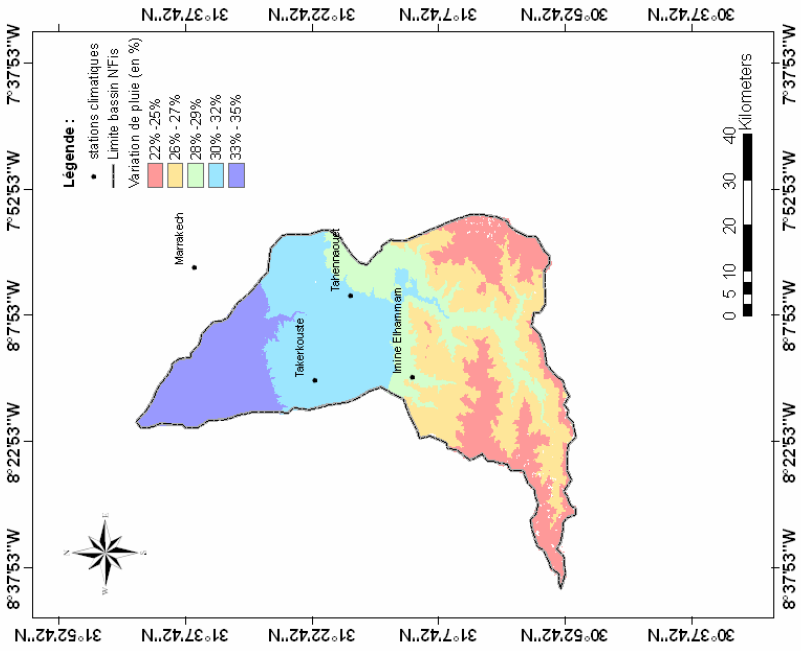 31°37'42"N
31°22'42"N
31°7'42"N
30°52'42"N
30°37'42"N
7°37'53"W
7°52'53"W
8°7'53"W
8°22'53"W
8°37'53"W
Légende :
stations climatiques
Limite bassin N'Fis
Variation de pluie (en %)
22% -25%
26% - 27%
28% -29%
30% - 32%
33% - 35%
Marrakech
Tahennaouet
Takerkouste
Imine Elhammam
N
E
S
W
0 5 10 20 30 40
Kilometers
7°37'53"W
7°52'53"W
8°7'53"W
8°22'53"W
8°37'53"W
31°52'42"N
31°37'42"N
31°22'42"N
31°7'42"N
30°52'42"N
30°37'42"N